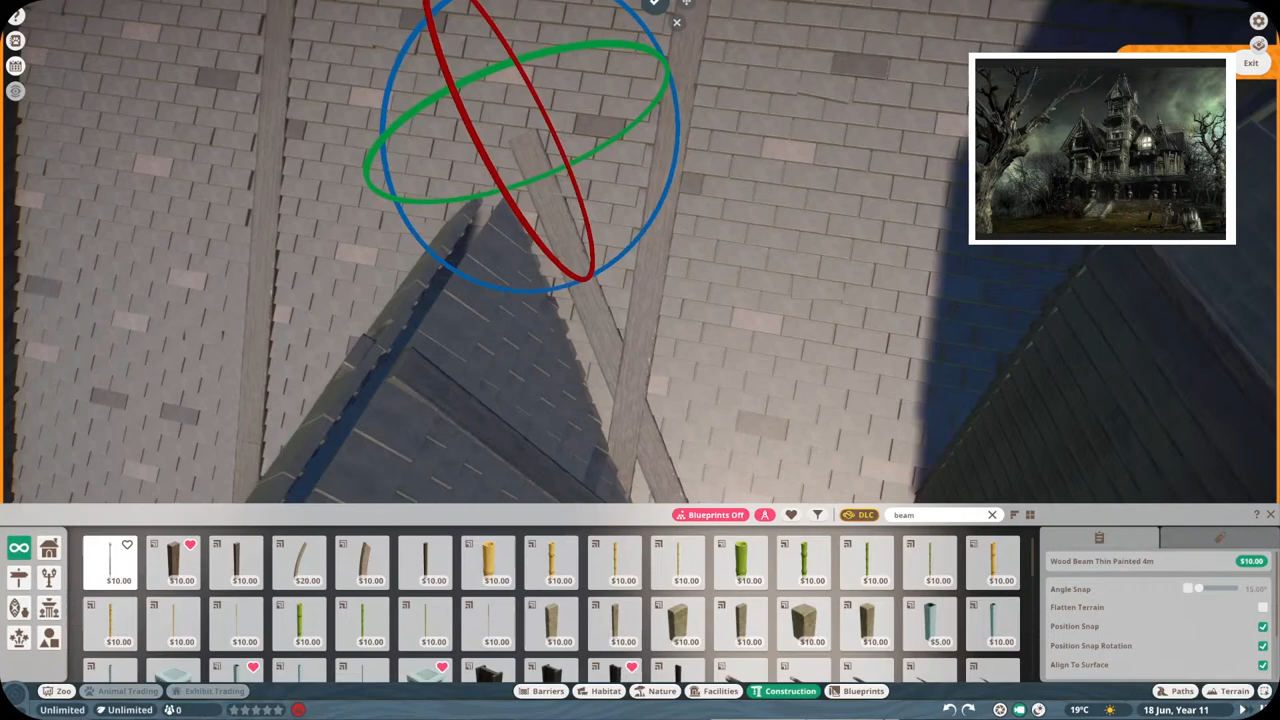 Exit
Blueprints Off
DLC
beam
?
$10.00 $10.00 $10.00 $20.00 $10.00 $10.00 $10.00 $10.00 $10.00 $10.00 $10.00 $10.00 $10.00 $10.00 $10.00
$10.00 $10.00 $10.00 $10.00 $10.00 $10.00 $10.00 $10.00 $10.00 $10.00 $10.00 $10.00 $10.00 $5.00 $10.00
Wood Beam Thin Painted 4m $10.00
Angle Snap 15.00°
Flatten Terrain
Position Snap
Position Snap Rotation
Align To Surface
Zoo Animal Trading Exhibit Trading Barriers Habitat Nature Facilities Construction Blueprints Paths Terrain
Unlimited Unlimited 0 19°C 18 Jun, Year 11